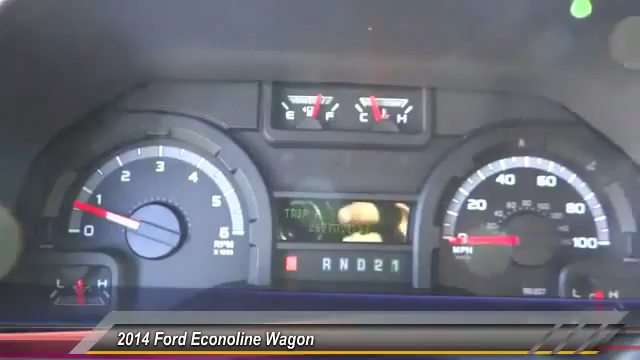 E F C H
0 1 2 3 4 5 6
RPM
X 1000
TRIP
R N D 2 1
20 40 60 80 100
MPH
L H
L H
2014 Ford Econoline Wagon